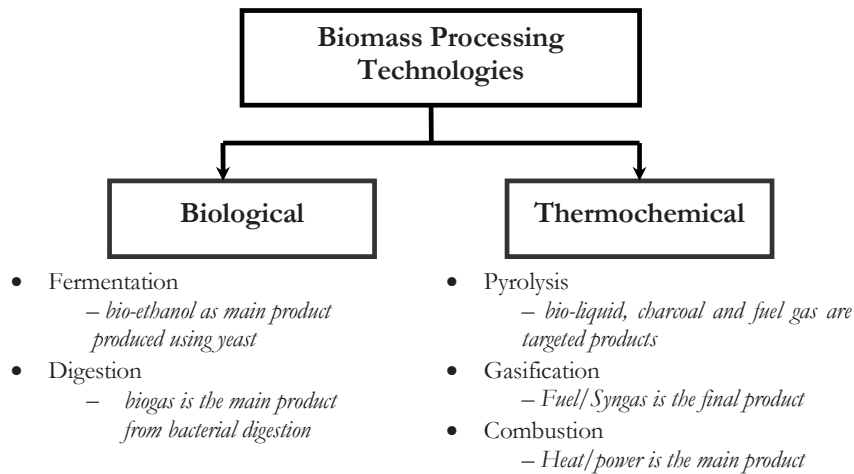 Biomass Processing
Technologies
Biological
• Fermentation
– bio-ethanol as main product
produced using yeast
• Digestion
– biogas is the main product
from bacterial digestion
Thermochemical
• Pyrolysis
– bio-liquid, charcoal and fuel gas are
targeted products
• Gasification
– Fuel/Syngas is the final product
• Combustion
– Heat/power is the main product